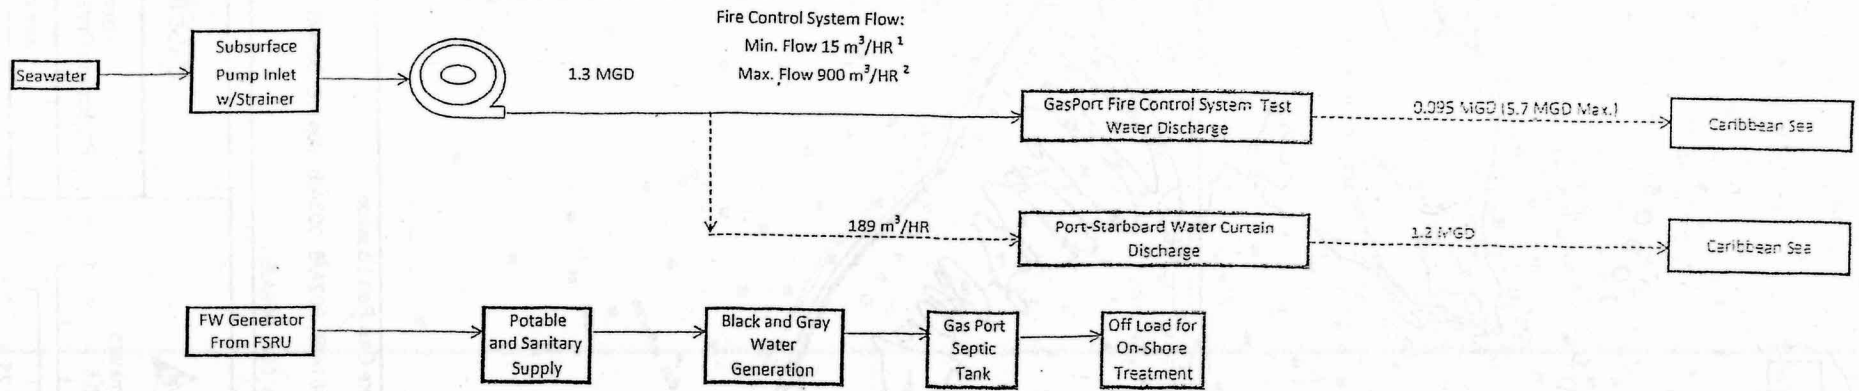 Fire Control System Flow:
Min. Flow 15 m³/HR ¹
Max. Flow 900 m³/HR ²
Seawater
Subsurface
Pump Inlet
w/Strainer
1.3 MGD
GasPort Fire Control System Test
Water Discharge
0.095 MGD (5.7 MGD Max.)
Caribbean Sea
189 m³/HR
Port-Starboard Water Curtain
Discharge
1.2 MGD
Caribbean Sea
FW Generator
From FSRU
Potable
and Sanitary
Supply
Black and Gray
Water
Generation
Gas Port
Septic
Tank
Off Load for
On-Shore
Treatment